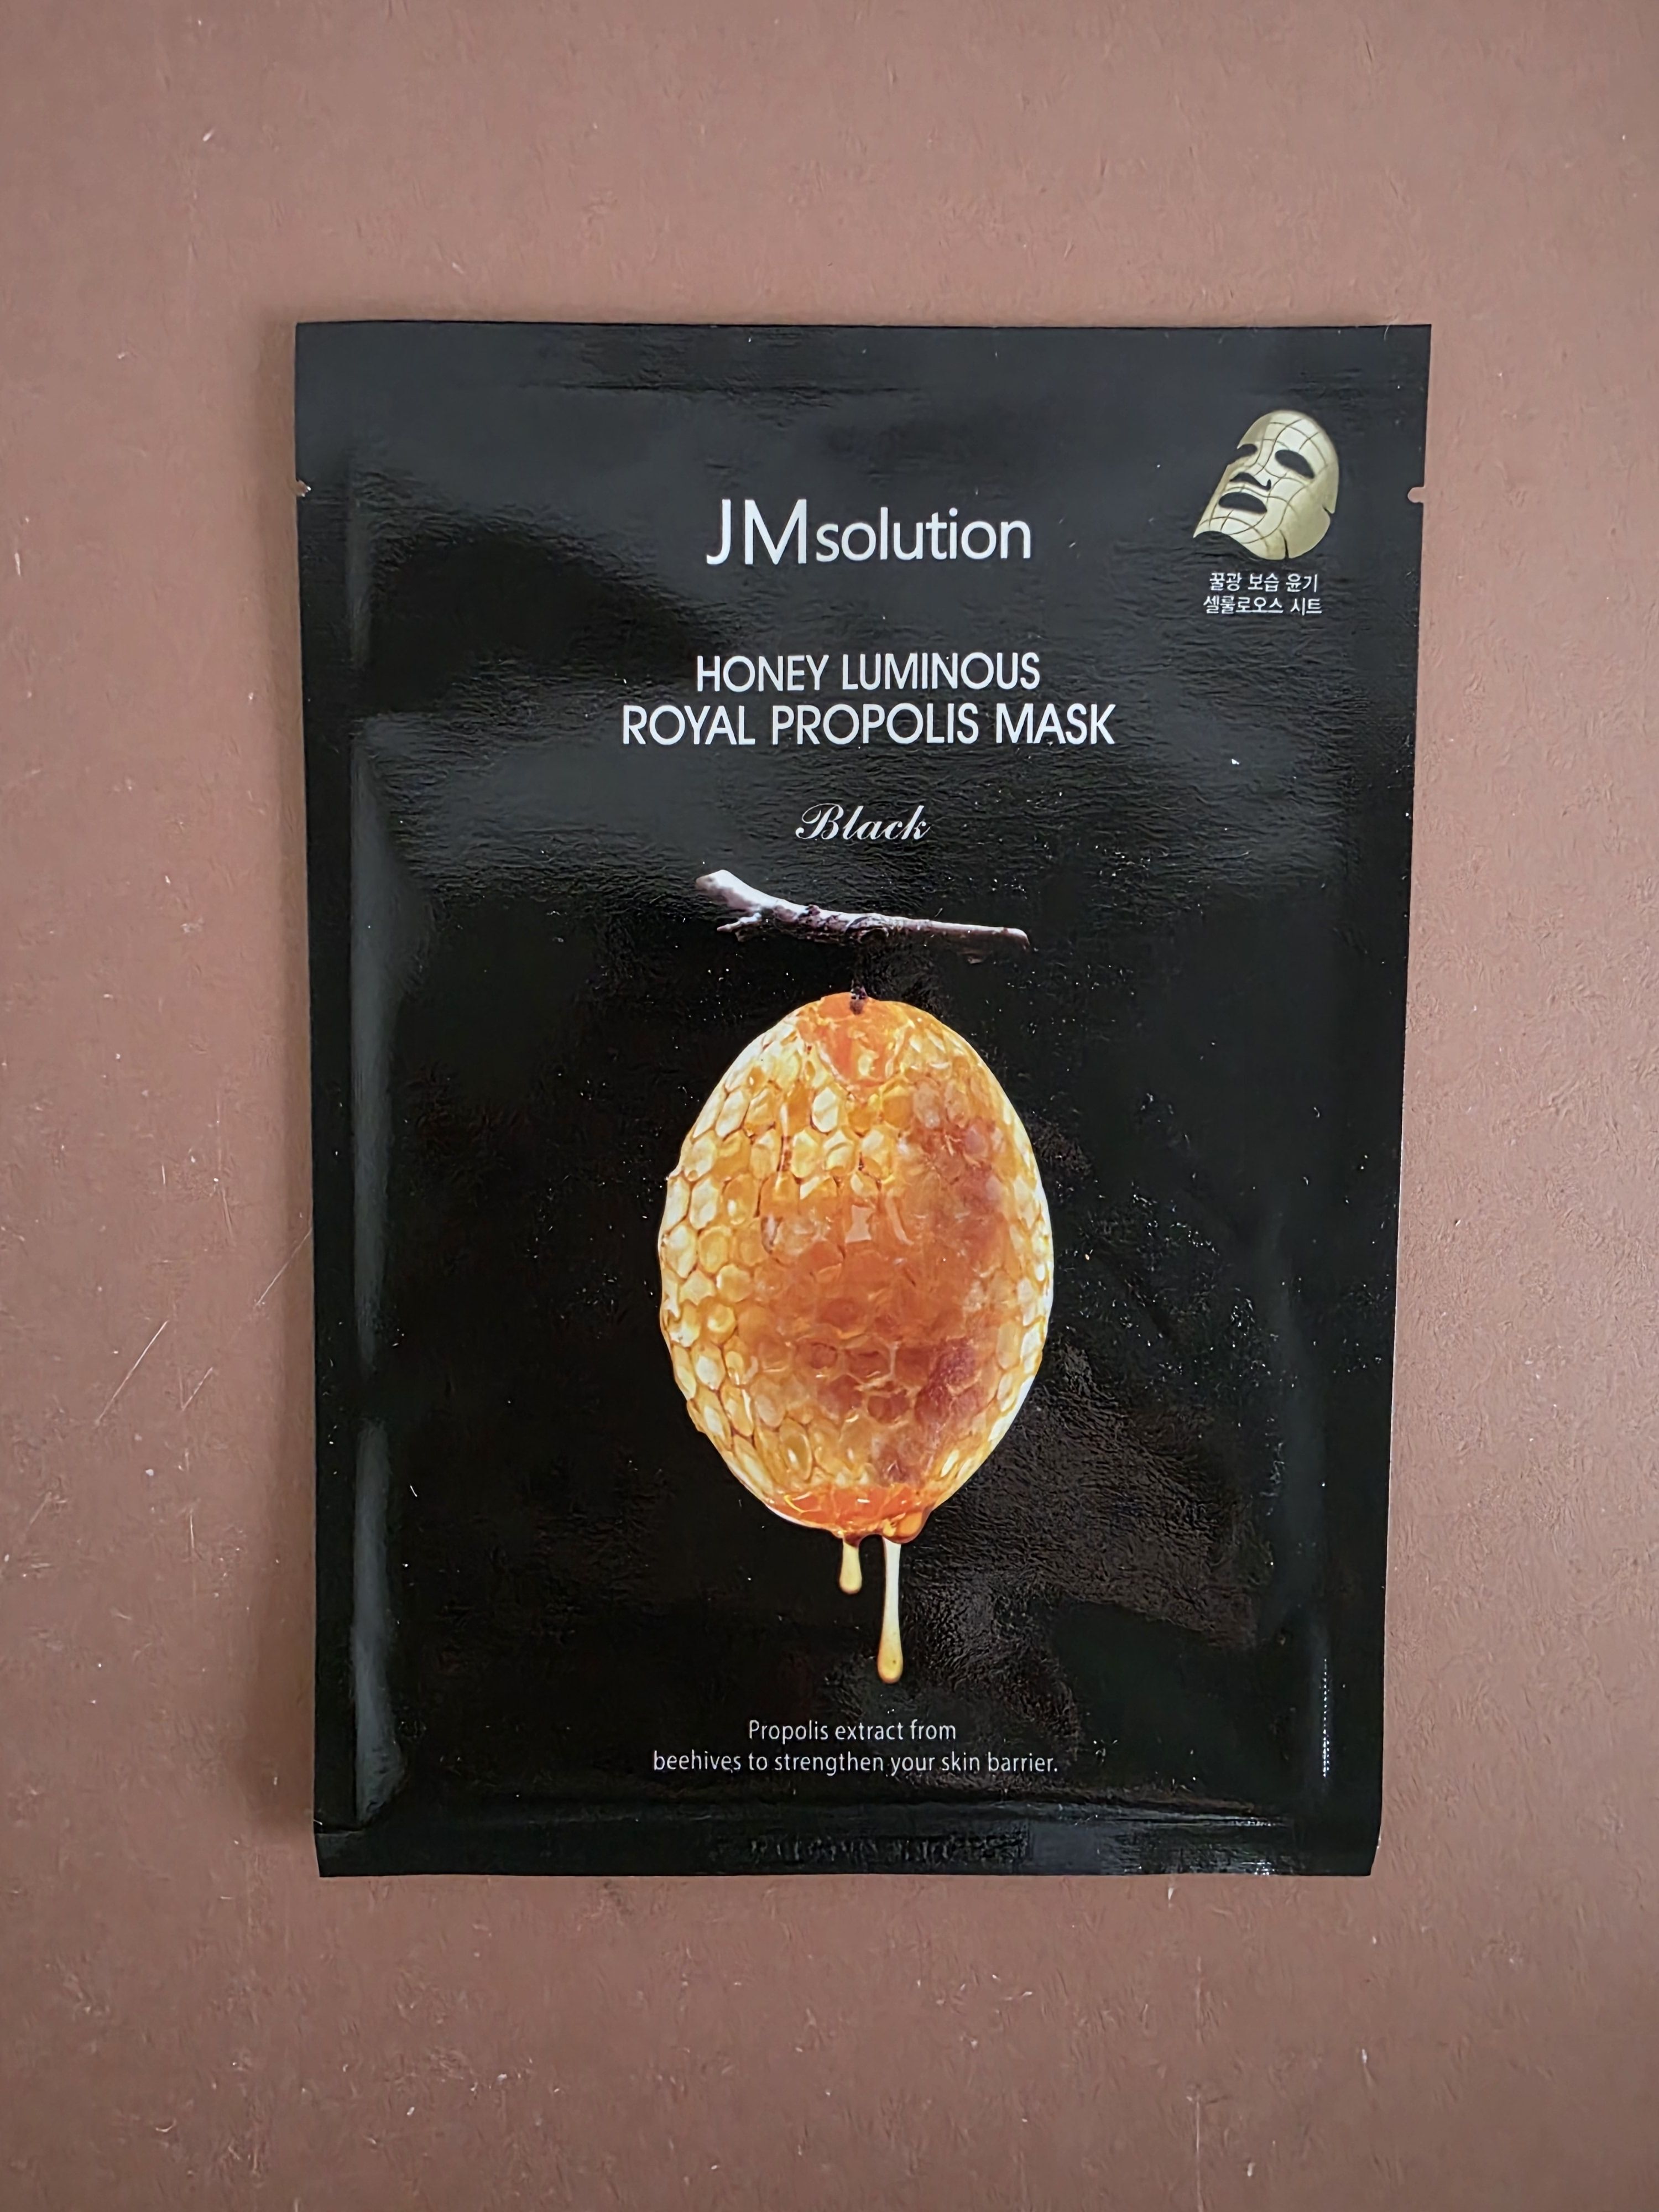 JMsolution
꿀광 보습 윤기
셀룰로오스 시트
HONEY LUMINOUS
ROYAL PROPOLIS MASK
Black
Propolis extract from
beehives to strengthen your skin barrier.